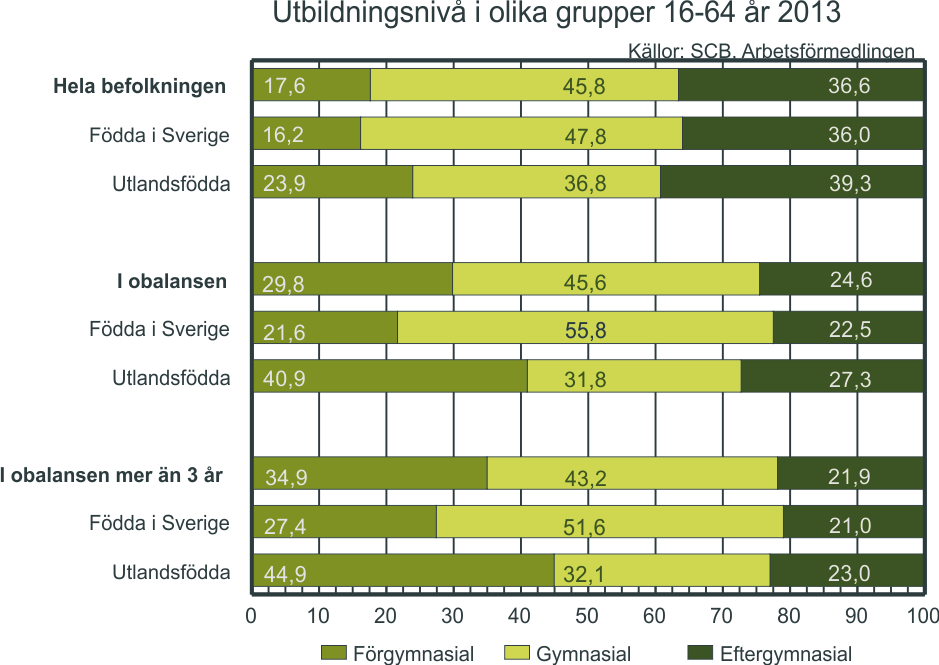 Utbildningsnivå i olika grupper 16-64 år 2013
Källor: SCB, Arbetsförmedlingen
Hela befolkningen 17,6 45,8 36,6
Födda i Sverige 16,2 47,8 36,0
Utlandsfödda 23,9 36,8 39,3
I obalansen 29,8 45,6 24,6
Födda i Sverige 21,6 55,8 22,5
Utlandsfödda 40,9 31,8 27,3
I obalansen mer än 3 år 34,9 43,2 21,9
Födda i Sverige 27,4 51,6 21,0
Utlandsfödda 44,9 32,1 23,0
0 10 20 30 40 50 60 70 80 90 100
Förgymnasial Gymnasial Eftergymnasial